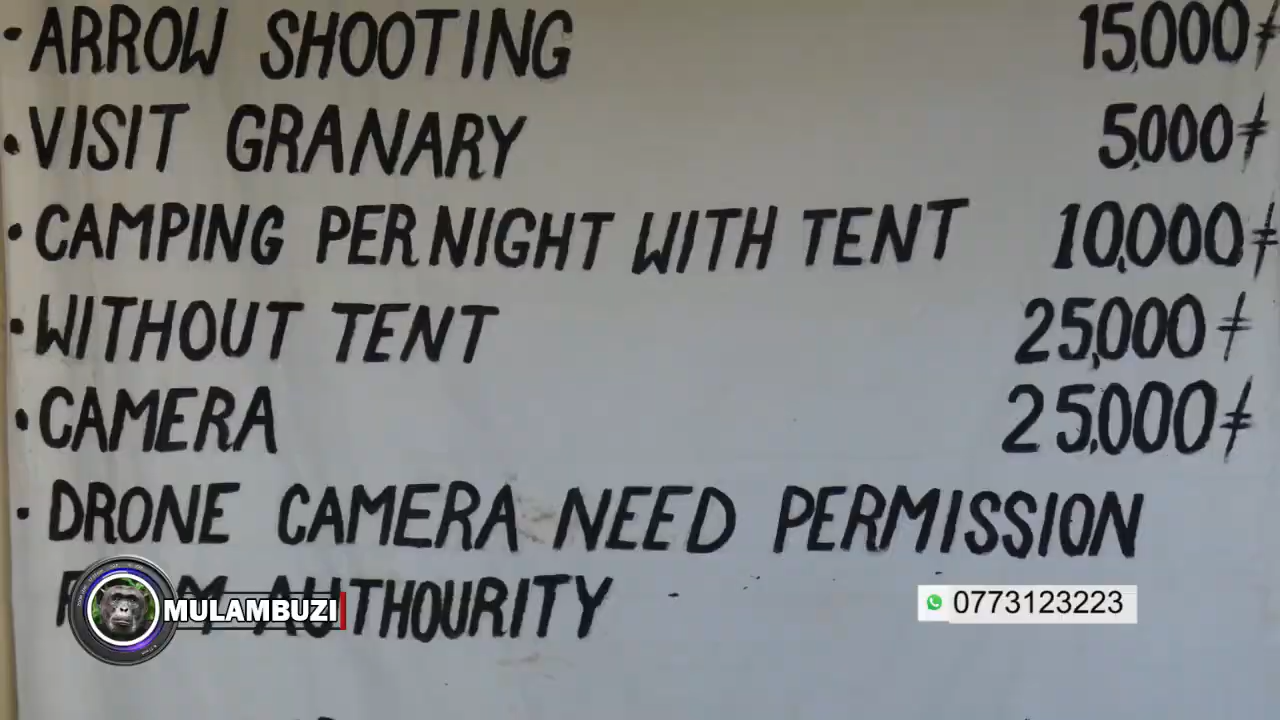 · ARROW SHOOTING 15,000≠
· VISIT GRANARY 5,000≠
· CAMPING PER NIGHT WITH TENT 10,000≠
· WITHOUT TENT 25,000≠
· CAMERA 25,000≠
· DRONE CAMERA NEED PERMISSION
AUTHOURITY
MULAMBUZI
0773123223